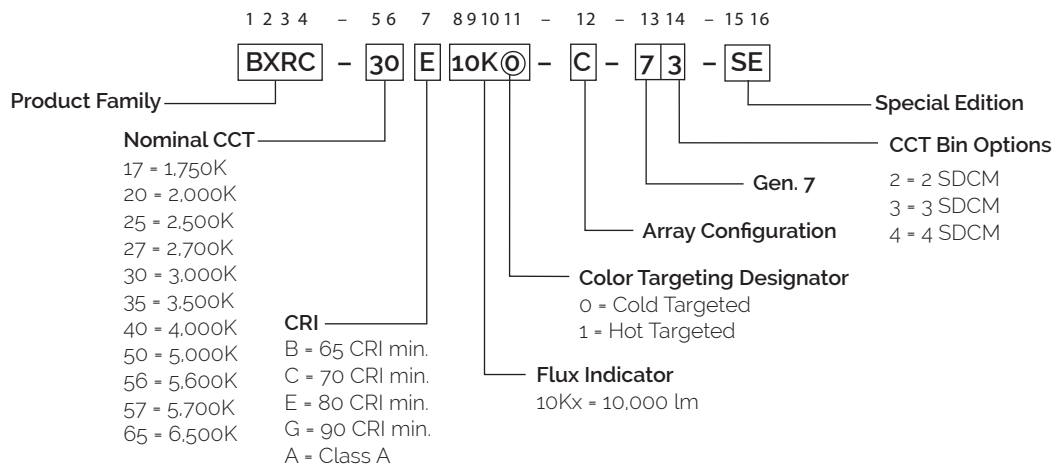 1 2 3 4 – 5 6 7 8 9 10 11 – 12 – 13 14 – 15 16
BXRC – 30 E 10K0 – C – 7 3 – SE
Product Family
Special Edition
Nominal CCT
17 = 1,750K
20 = 2,000K
25 = 2,500K
27 = 2,700K
30 = 3,000K
35 = 3,500K
40 = 4,000K
50 = 5,000K
56 = 5,600K
57 = 5,700K
65 = 6,500K
CRI
B = 65 CRI min.
C = 70 CRI min.
E = 80 CRI min.
G = 90 CRI min.
A = Class A
Flux Indicator
10Kx = 10,000 lm
Color Targeting Designator
0 = Cold Targeted
1 = Hot Targeted
Array Configuration
Gen. 7
CCT Bin Options
2 = 2 SDCM
3 = 3 SDCM
4 = 4 SDCM